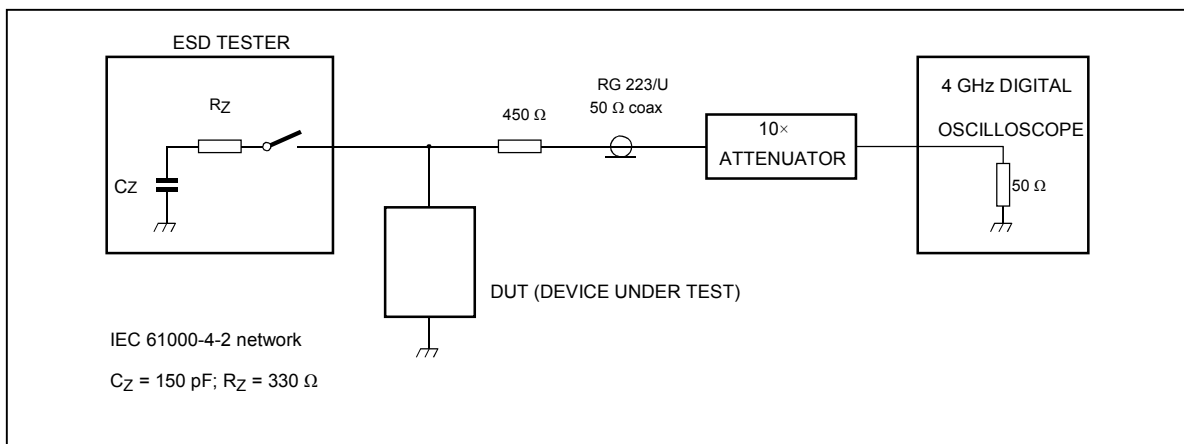 ESD TESTER
RZ
CZ
450 Ω
RG 223/U
50 Ω coax
10×
ATTENUATOR
4 GHz DIGITAL
OSCILLOSCOPE
50 Ω
DUT (DEVICE UNDER TEST)
IEC 61000-4-2 network
CZ = 150 pF; RZ = 330 Ω